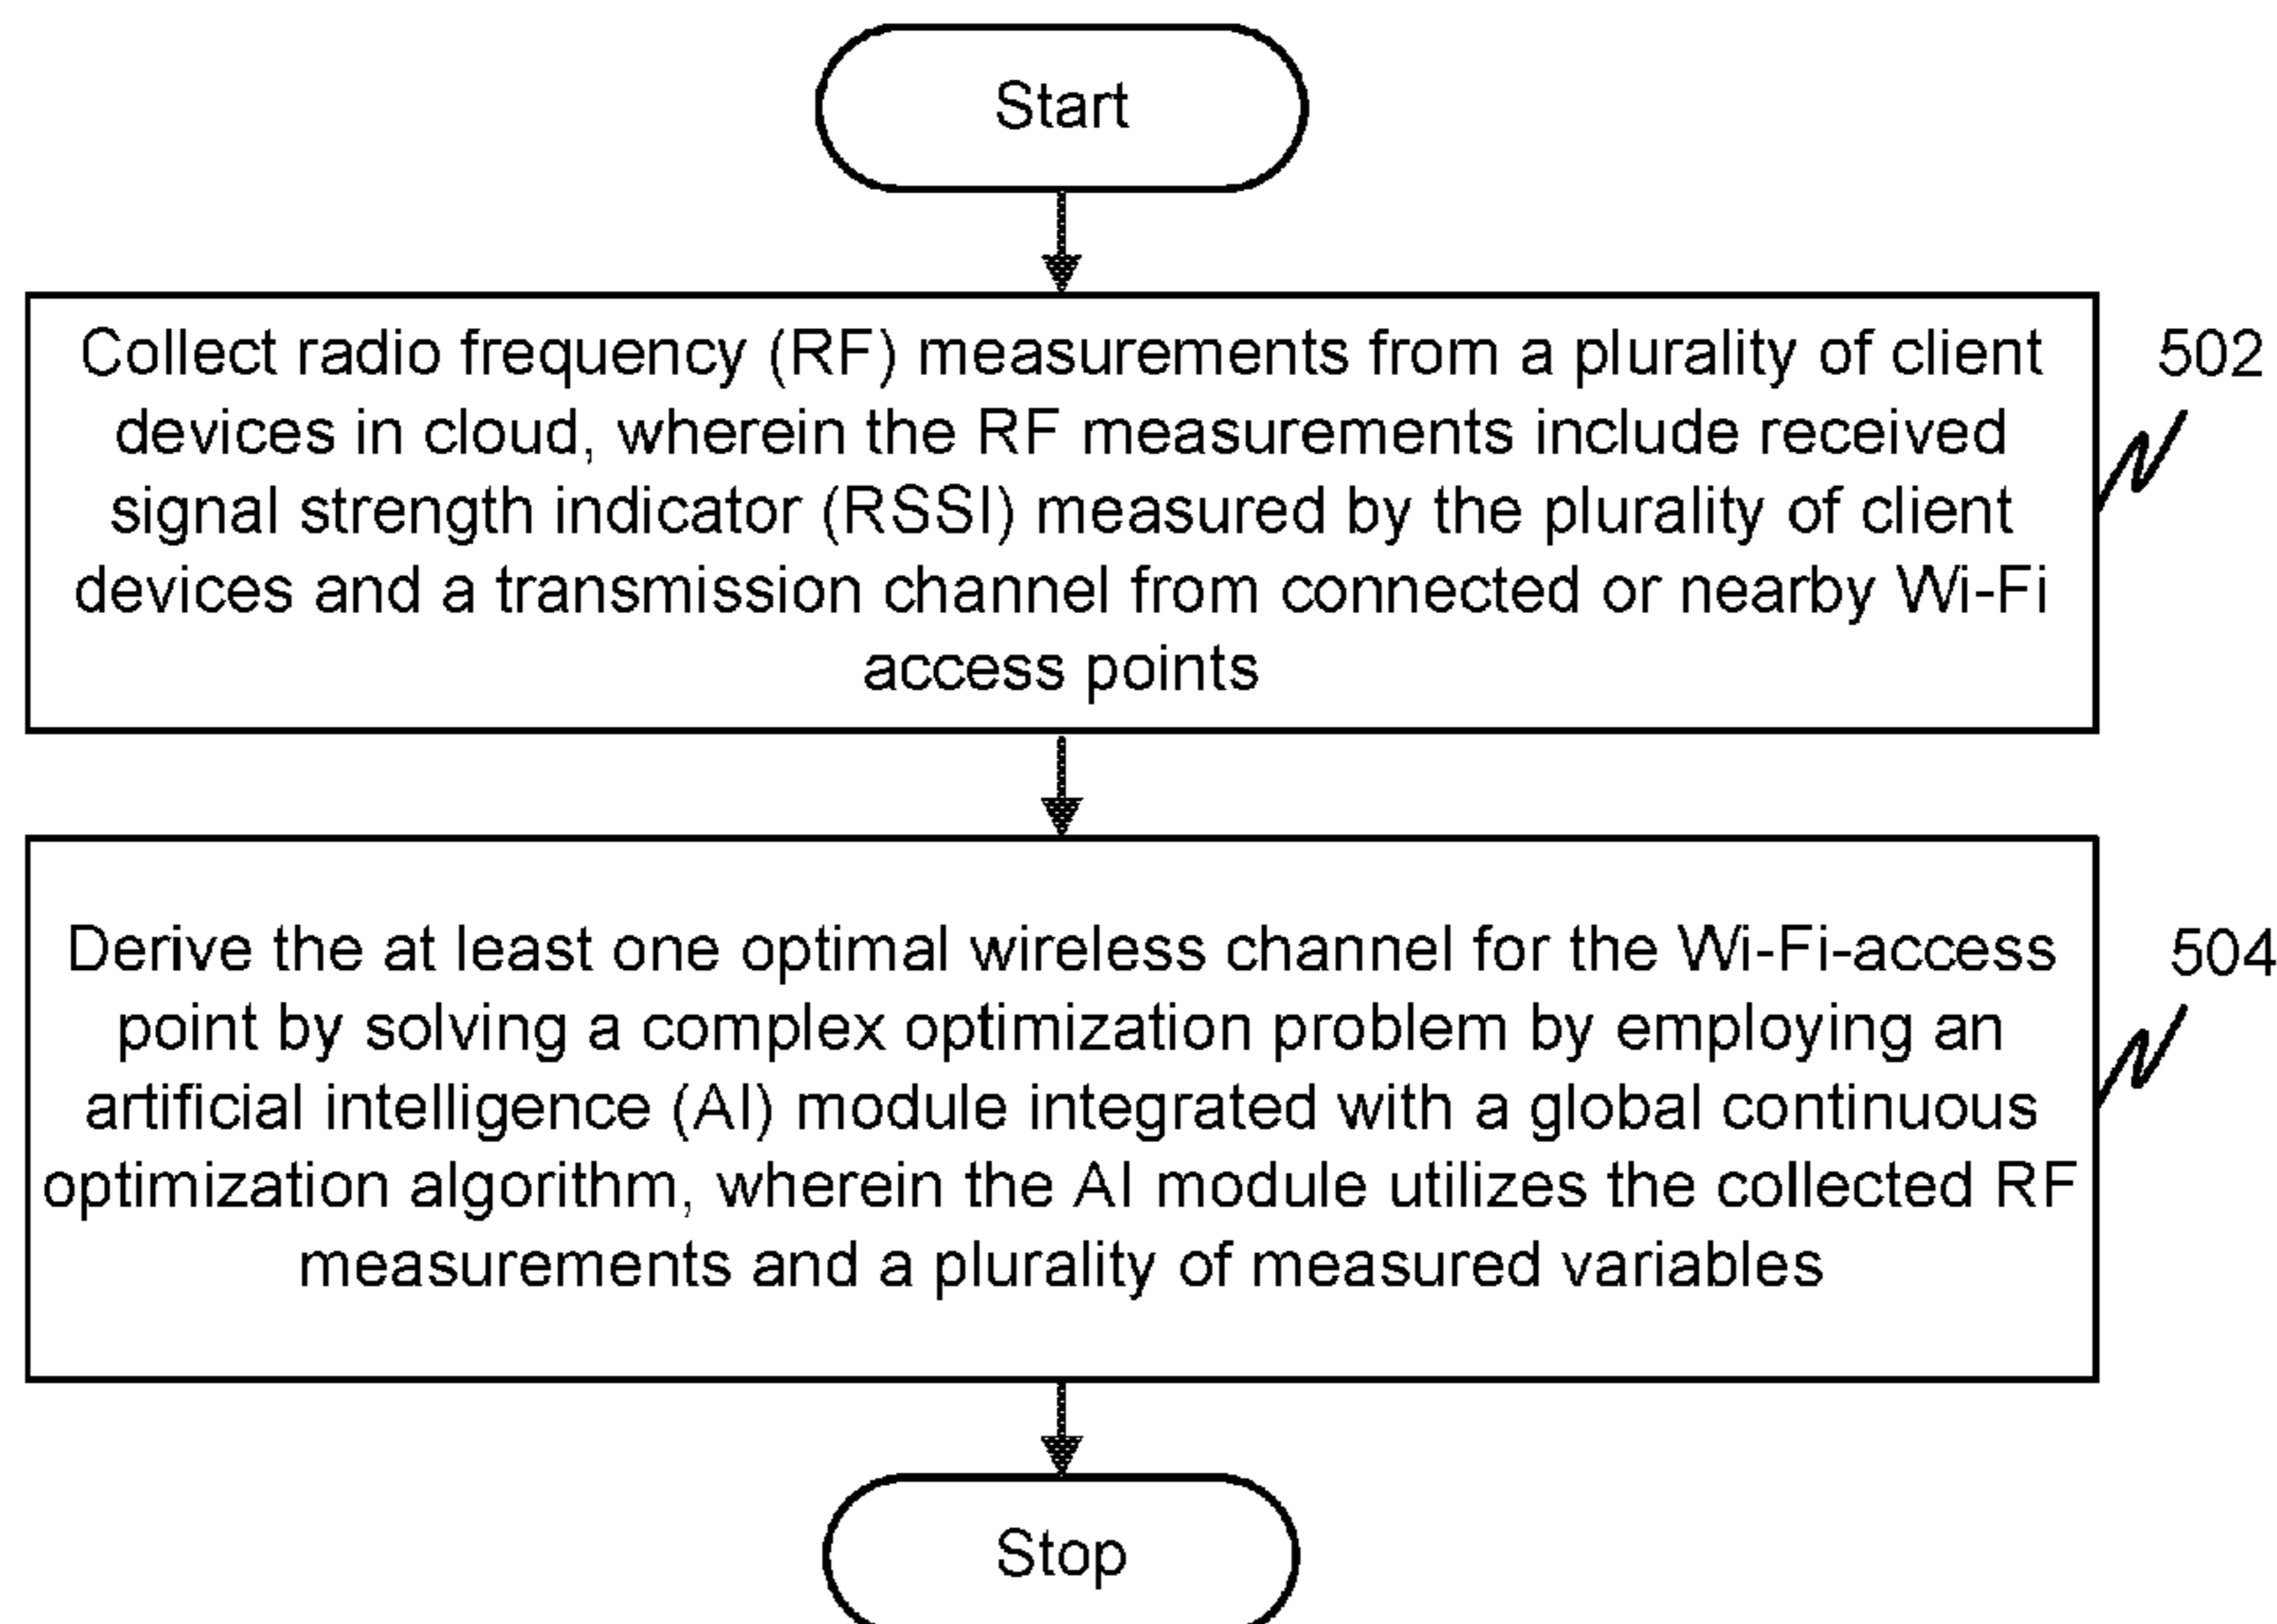 Start
Collect radio frequency (RF) measurements from a plurality of client
devices in cloud, wherein the RF measurements include received
signal strength indicator (RSSI) measured by the plurality of client
devices and a transmission channel from connected or nearby Wi-Fi
access points
502
Derive the at least one optimal wireless channel for the Wi-Fi-access
point by solving a complex optimization problem by employing an
artificial intelligence (AI) module integrated with a global continuous
optimization algorithm, wherein the AI module utilizes the collected RF
measurements and a plurality of measured variables
504
Stop